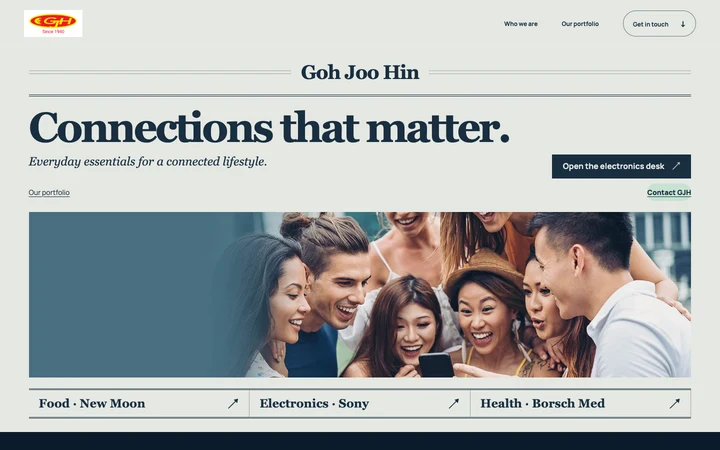 GJH
Since 1940
Who we are
Our portfolio
Get in touch
Goh Joo Hin
Connections that matter.
Everyday essentials for a connected lifestyle.
Open the electronics desk
Our portfolio
Contact GJH
Food · New Moon
Electronics · Sony
Health · Borsch Med